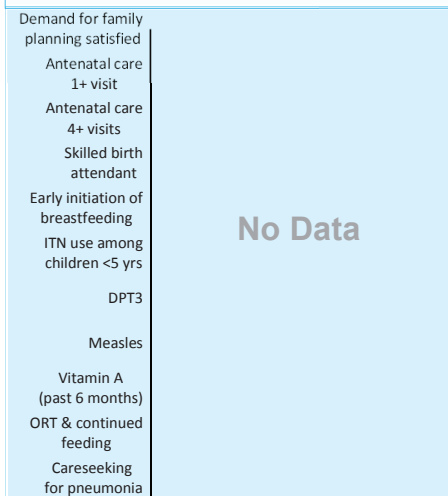 Demand for family
planning satisfied
Antenatal care
1+ visit
Antenatal care
4+ visits
Skilled birth
attendant
Early initiation of
breastfeeding
ITN use among
children <5 yrs
DPT3
Measles
Vitamin A
(past 6 months)
ORT & continued
feeding
Careseeking
for pneumonia
No Data